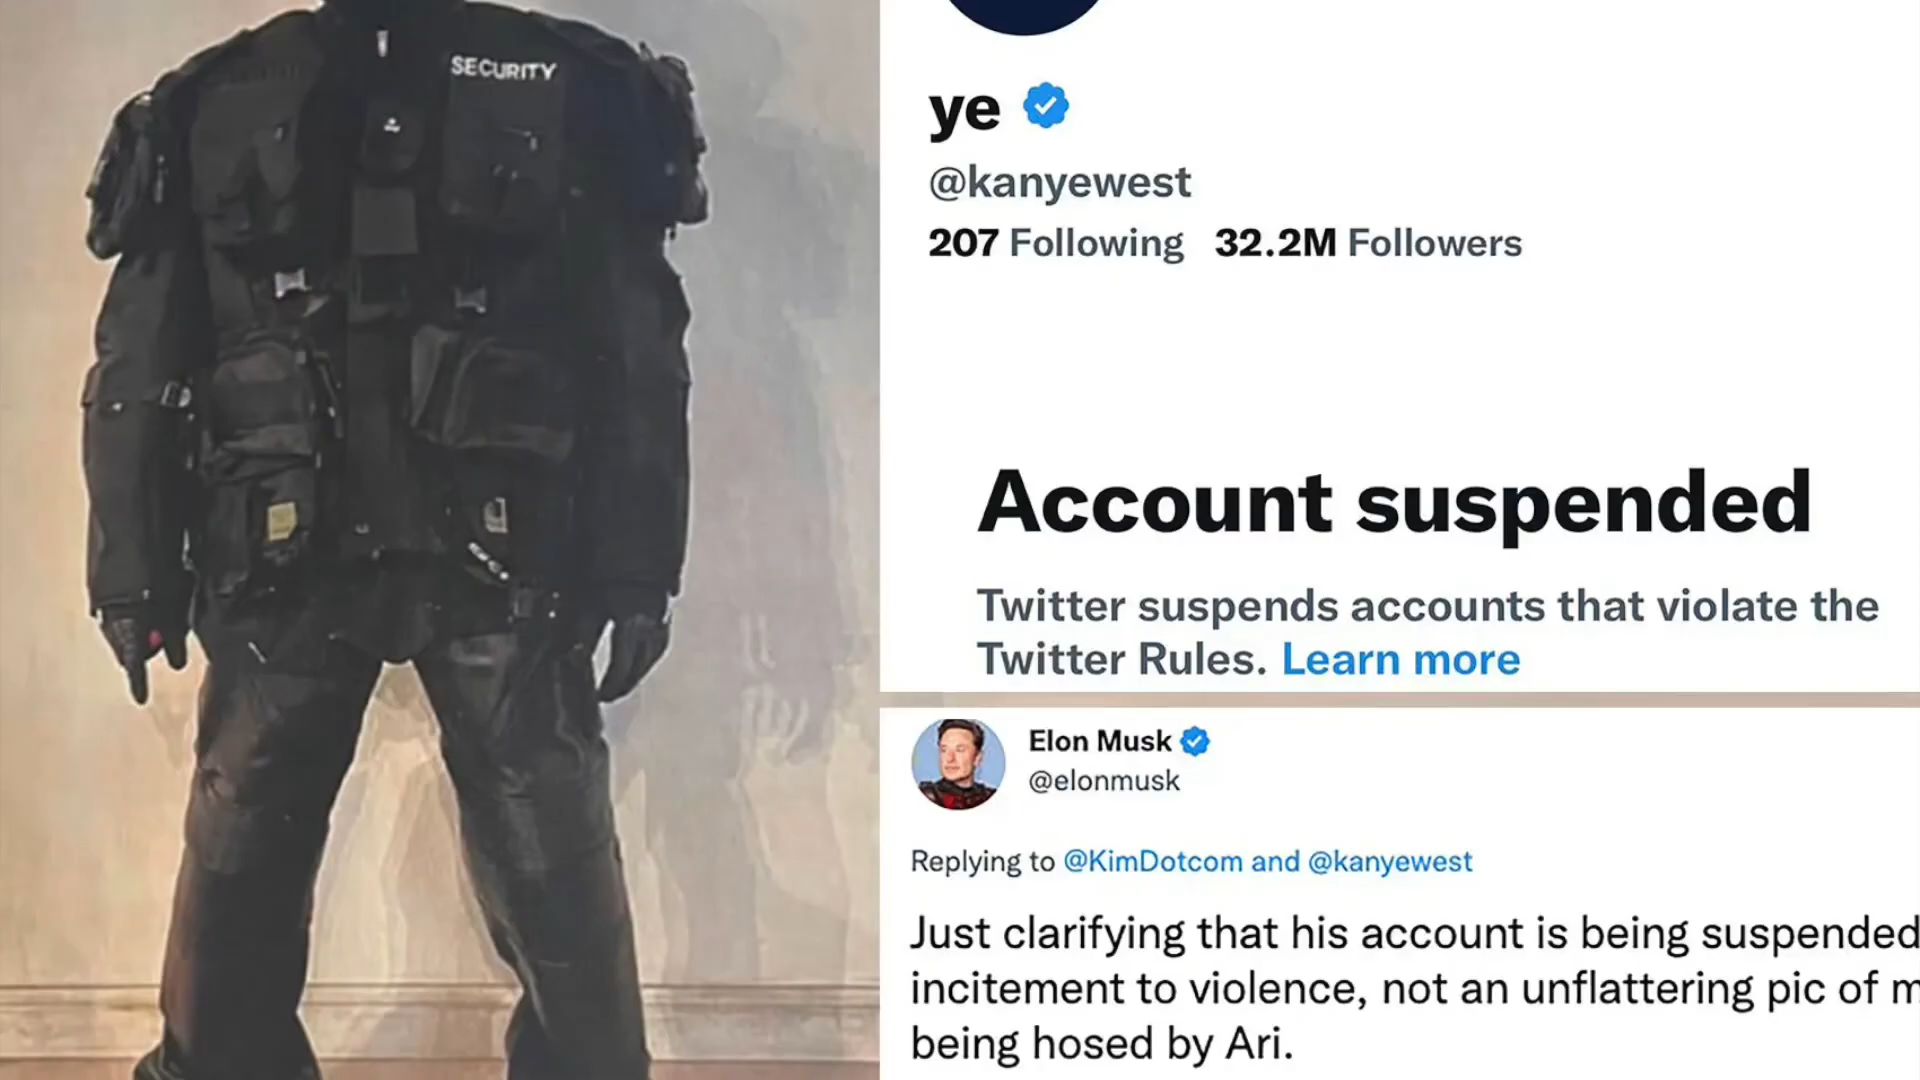 SECURITY
ye
@kanyewest
207 Following 32.2M Followers
Account suspended
Twitter suspends accounts that violate the
Twitter Rules. Learn more
Elon Musk
@elonmusk
Replying to @KimDotcom and @kanyewest
Just clarifying that his account is being suspended
incitement to violence, not an unflattering pic of m
being hosed by Ari.